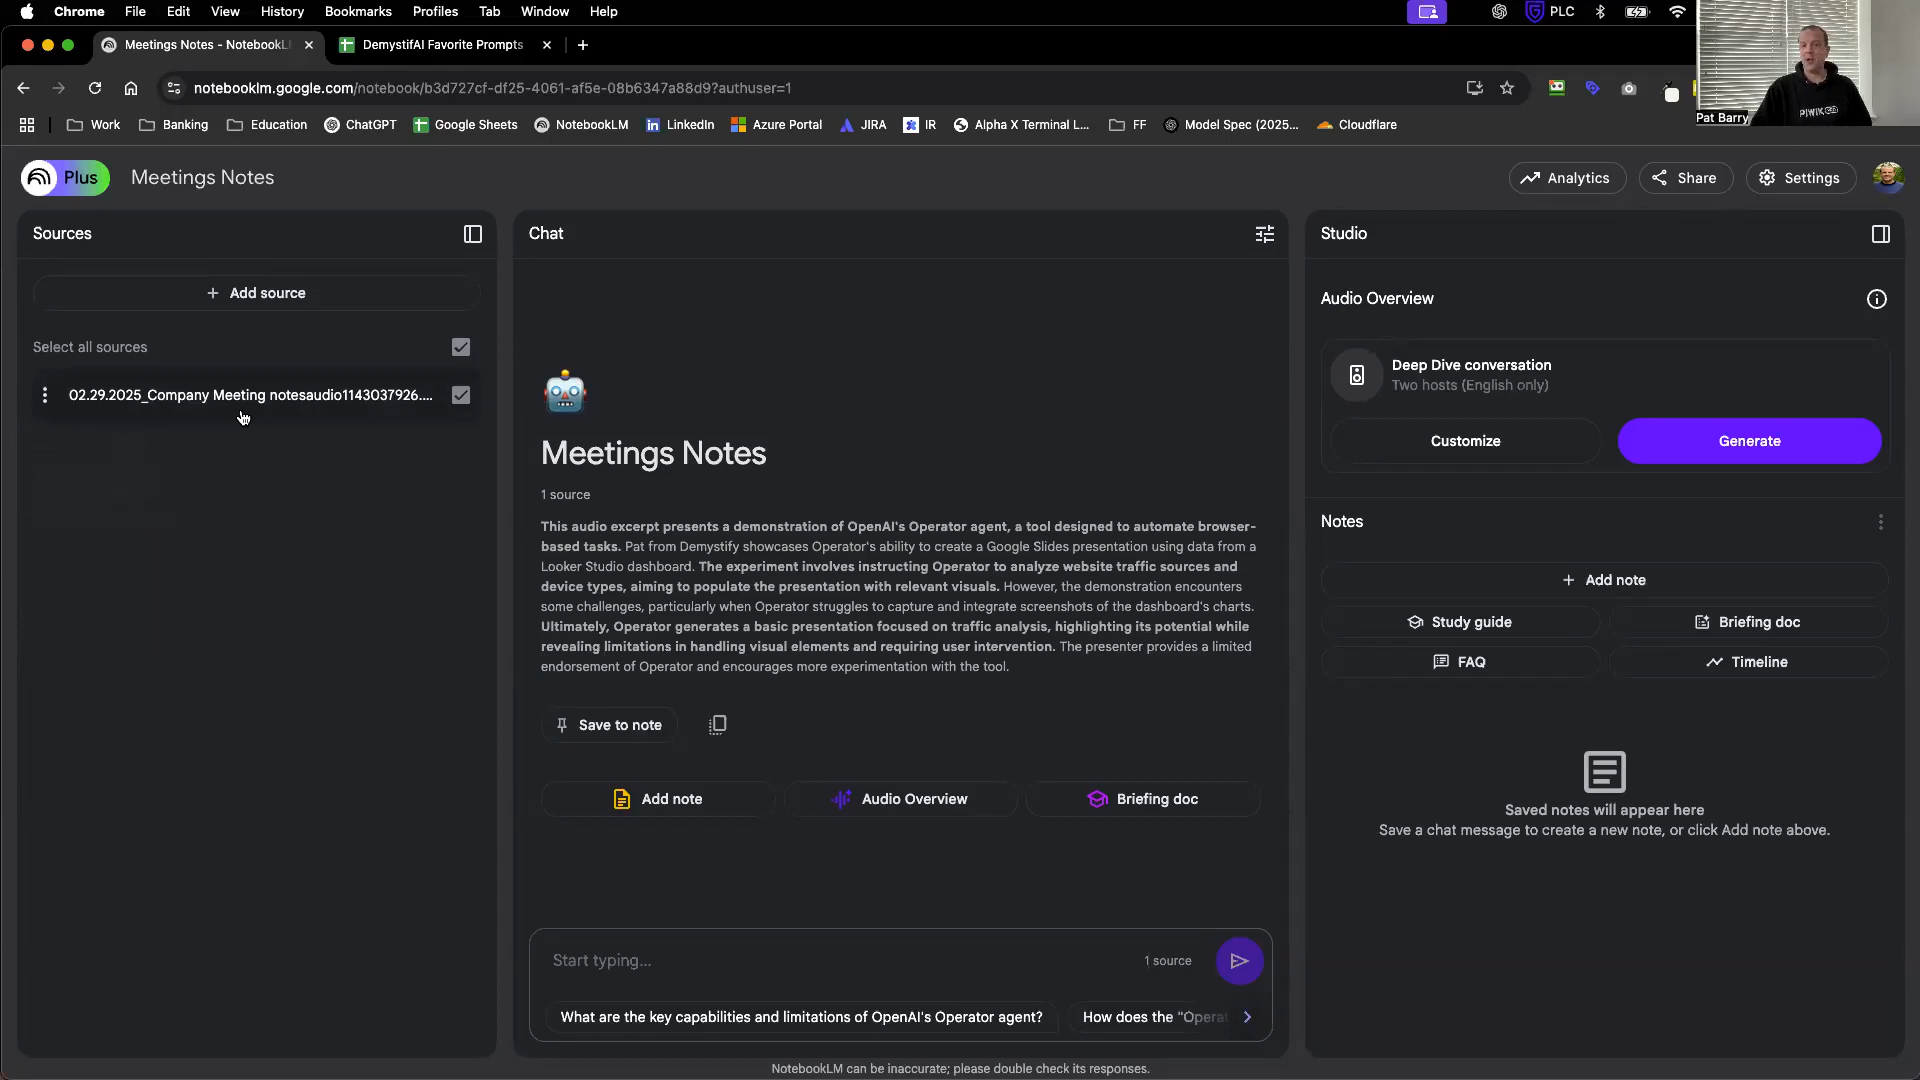 Chrome File Edit View History Bookmarks Profiles Tab Window Help
PLC
Meetings Notes - NotebookL
DemystifAI Favorite Prompts
notebooklm.google.com/notebook/b3d727cf-df25-4061-af5e-08b6347a88d9?authuser=1
Work Banking Education ChatGPT Google Sheets NotebookLM LinkedIn Azure Portal JIRA IR Alpha X Terminal L... FF Model Spec (2025... Cloudflare
PIWIK
Pat Barry
Plus
Meetings Notes
Analytics
Share
Settings
Sources
+ Add source
Select all sources
02.29.2025_Company Meeting notesaudio1143037926....
Chat
Meetings Notes
1 source
This audio excerpt presents a demonstration of OpenAI's Operator agent, a tool designed to automate browser-
based tasks. Pat from Demystify showcases Operator's ability to create a Google Slides presentation using data from a
Looker Studio dashboard. The experiment involves instructing Operator to analyze website traffic sources and
device types, aiming to populate the presentation with relevant visuals. However, the demonstration encounters
some challenges, particularly when Operator struggles to capture and integrate screenshots of the dashboard's charts.
Ultimately, Operator generates a basic presentation focused on traffic analysis, highlighting its potential while
revealing limitations in handling visual elements and requiring user intervention. The presenter provides a limited
endorsement of Operator and encourages more experimentation with the tool.
Save to note
Add note
Audio Overview
Briefing doc
Start typing...
1 source
What are the key capabilities and limitations of OpenAI's Operator agent?
How does the "Operat
NotebookLM can be inaccurate; please double check its responses.
Studio
Audio Overview
Deep Dive conversation
Two hosts (English only)
Customize
Generate
Notes
+ Add note
Study guide
Briefing doc
FAQ
Timeline
Saved notes will appear here
Save a chat message to create a new note, or click Add note above.